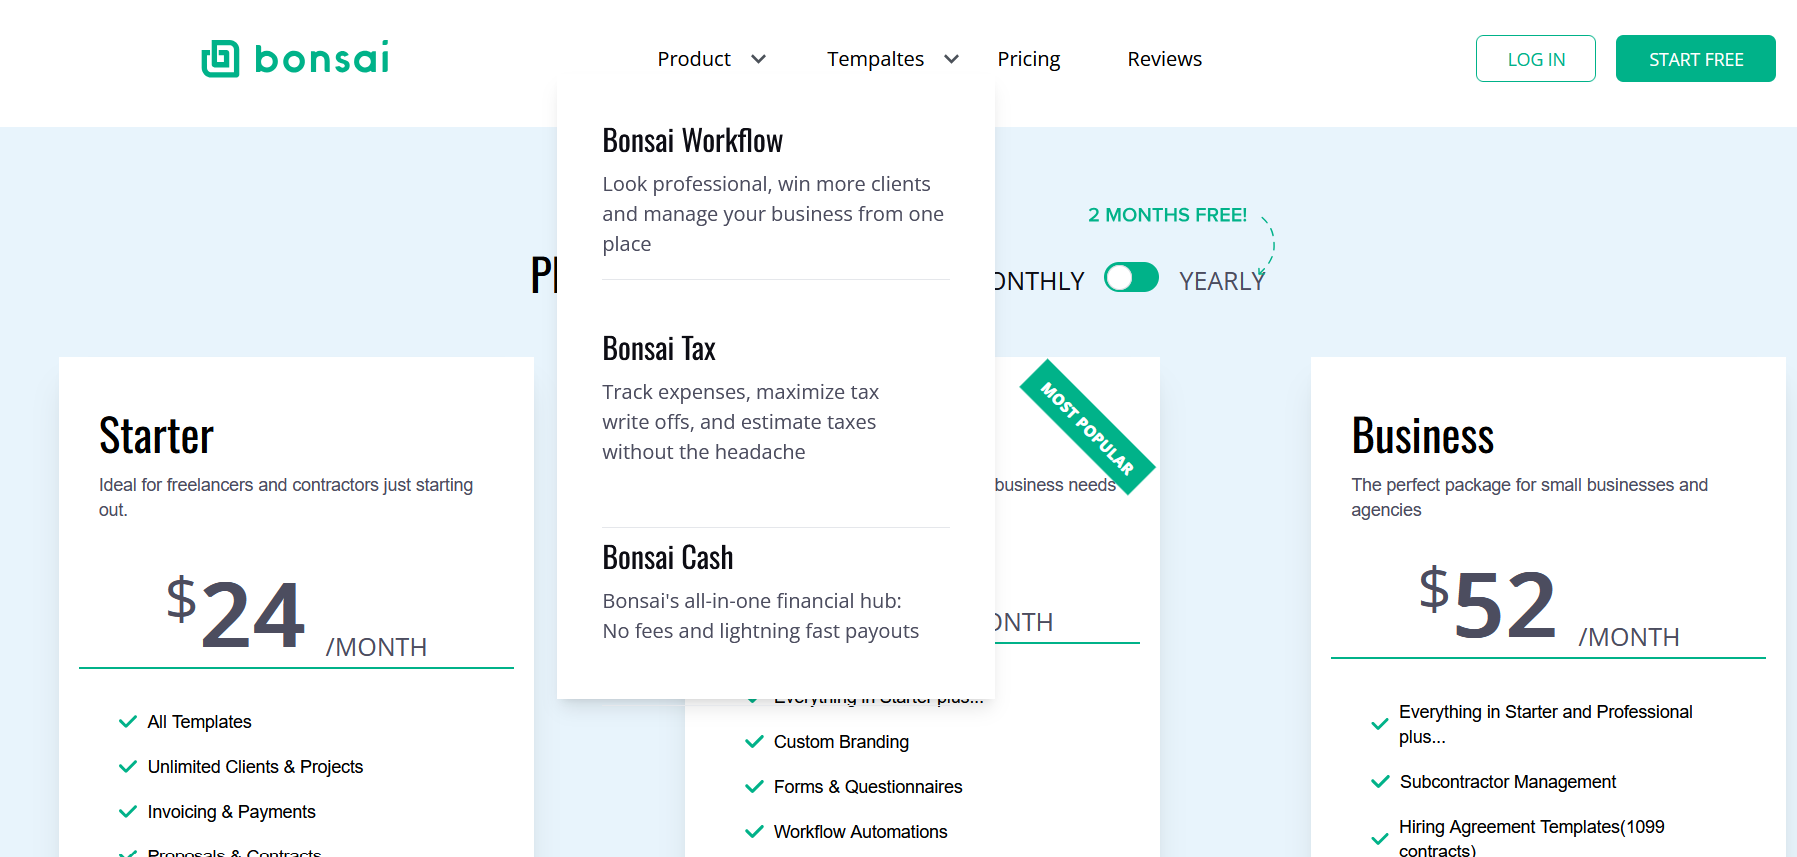 bonsai
Product
Tempaltes
Pricing
Reviews
LOG IN
START FREE
Bonsai Workflow
Look professional, win more clients
and manage your business from one
place
Bonsai Tax
Track expenses, maximize tax
write offs, and estimate taxes
without the headache
Bonsai Cash
Bonsai's all-in-one financial hub:
No fees and lightning fast payouts
2 MONTHS FREE!
YEARLY
Starter
Ideal for freelancers and contractors just starting
out.
$24 /MONTH
All Templates
Unlimited Clients & Projects
Invoicing & Payments
Proposals & Contracts
MOST POPULAR
business needs
Everything in Starter plus...
Custom Branding
Forms & Questionnaires
Workflow Automations
Business
The perfect package for small businesses and
agencies
$52 /MONTH
Everything in Starter and Professional
plus...
Subcontractor Management
Hiring Agreement Templates(1099
contracts)